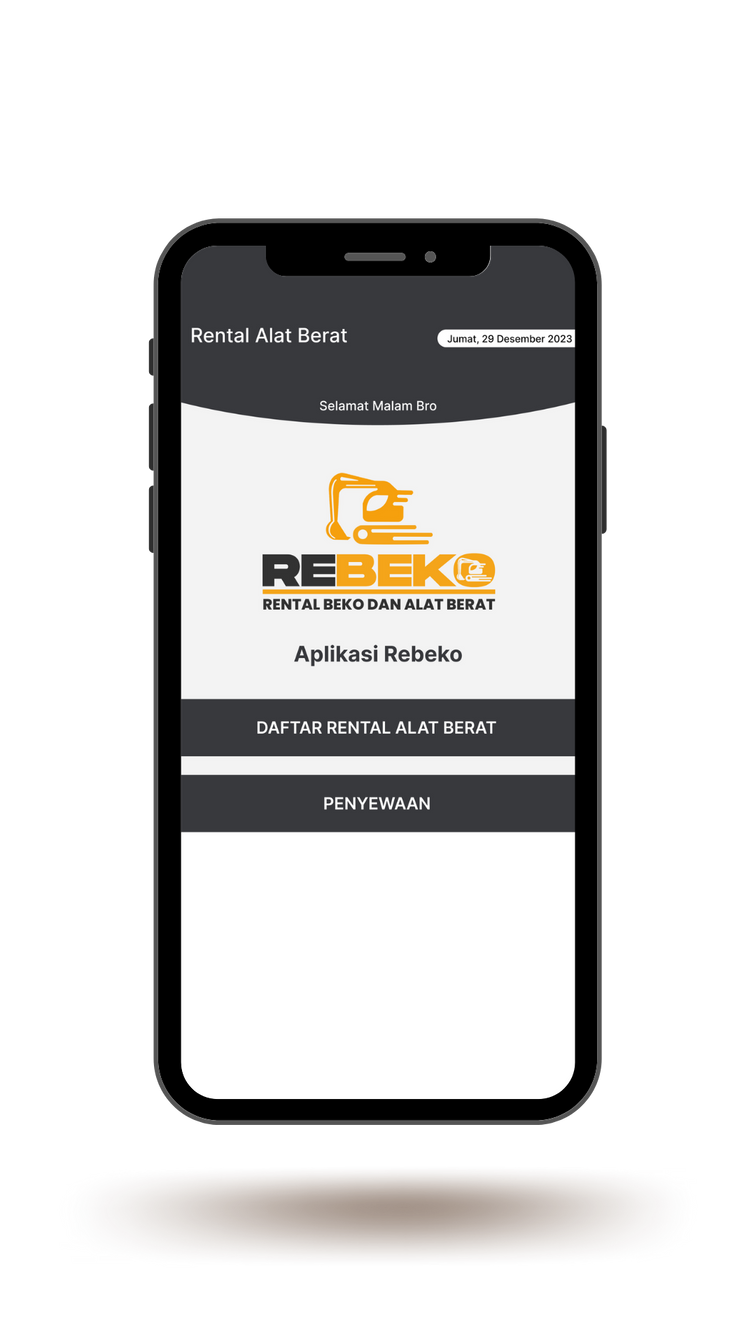 Rental Alat Berat
Jumat, 29 Desember 2023
Selamat Malam Bro
REBEKO
RENTAL BEKO DAN ALAT BERAT
Aplikasi Rebeko
DAFTAR RENTAL ALAT BERAT
PENYEWAAN